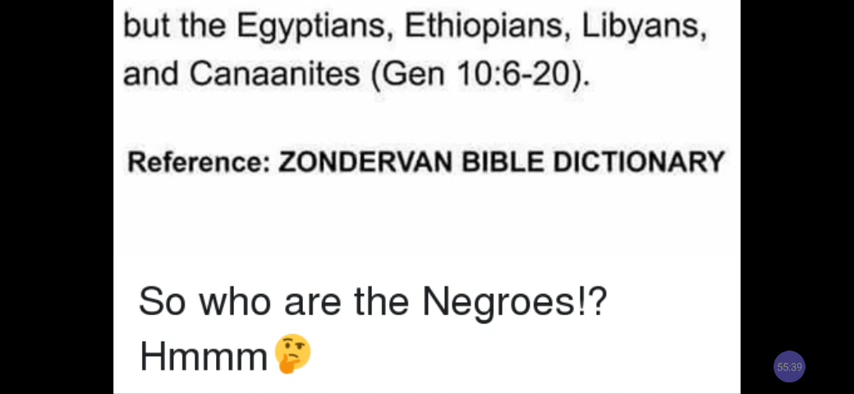 but the Egyptians, Ethiopians, Libyans,
and Canaanites (Gen 10:6-20).
Reference: ZONDERVAN BIBLE DICTIONARY
So who are the Negroes!?
Hmmm🤔
55:39